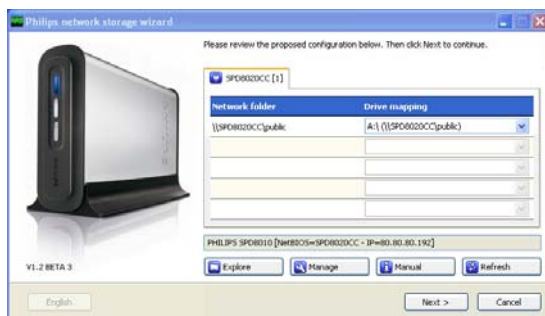 Philips network storage wizard
Please review the proposed configuration below. Then click Next to continue.
SPD8020CC [1]
Network folder
Drive mapping
\\SPD8020CC\public
A:\ (\\SPD8020CC\public)
PHILIPS SPD8010 [NetBIOS=SPD8020CC - IP=80.80.80.192]
V1.2 BETA 3
Explore
Manage
Manual
Refresh
English
Next >
Cancel